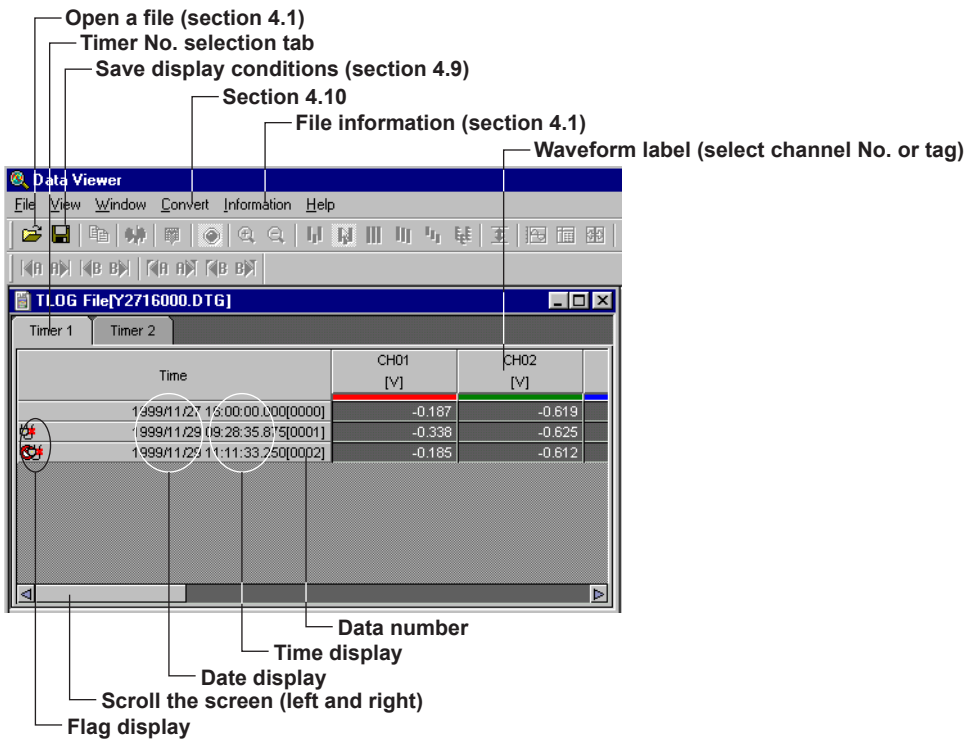 Open a file (section 4.1)
Timer No. selection tab
Save display conditions (section 4.9)
Section 4.10
File information (section 4.1)
Waveform label (select channel No. or tag)
Data Viewer
File View Window Convert Information Help
A A B B A A B B
TLOG File[Y2716000.DTG]
Timer 1 Timer 2
Time CH01 CH02
[V] [V]
1999/11/27 16:00:00.000[0000] -0.187 -0.619
1999/11/29 09:28:35.875[0001] -0.338 -0.625
1999/11/29 11:11:33.250[0002] -0.185 -0.612
Data number
Time display
Date display
Scroll the screen (left and right)
Flag display